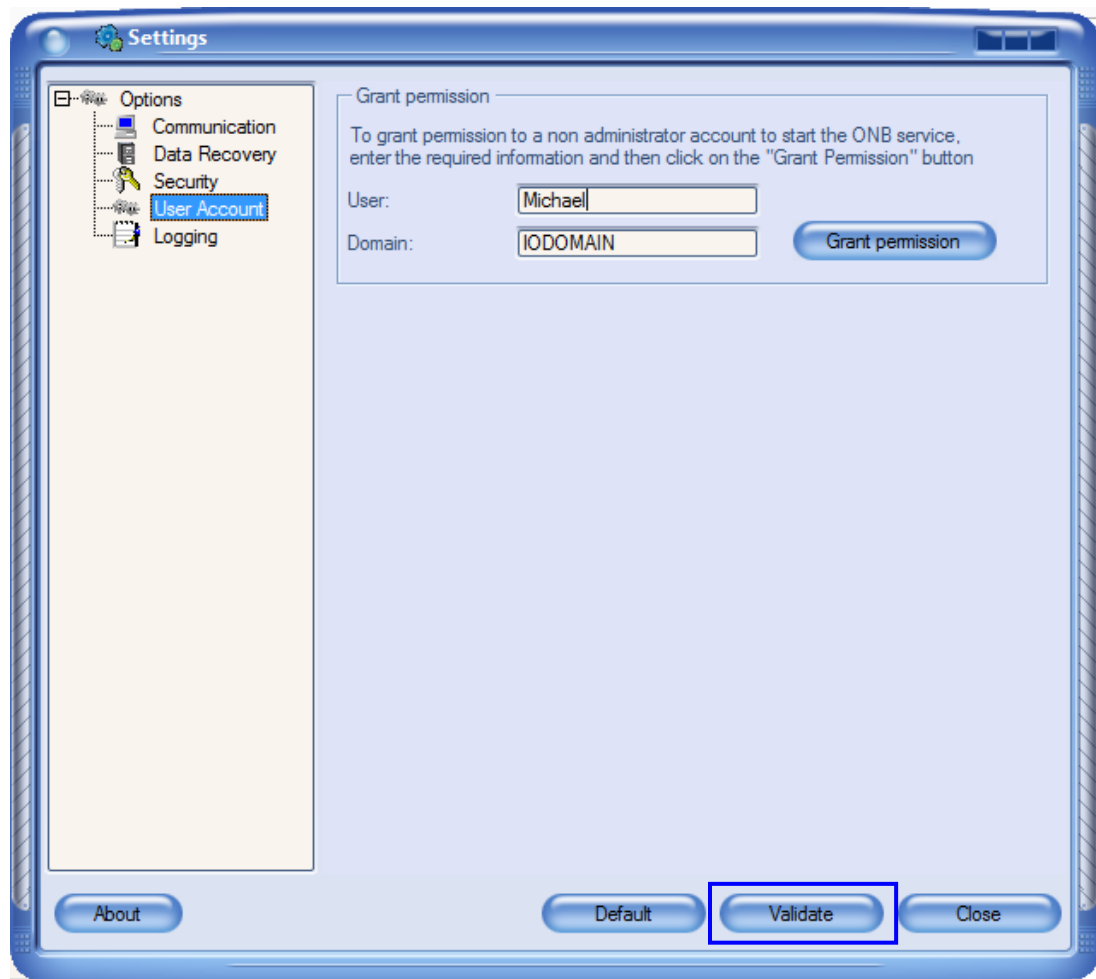 Settings
Options
Communication
Data Recovery
Security
User Account
Logging
Grant permission
To grant permission to a non administrator account to start the ONB service,
enter the required information and then click on the "Grant Permission" button
User: Michael
Domain: IODOMAIN Grant permission
About Default Validate Close